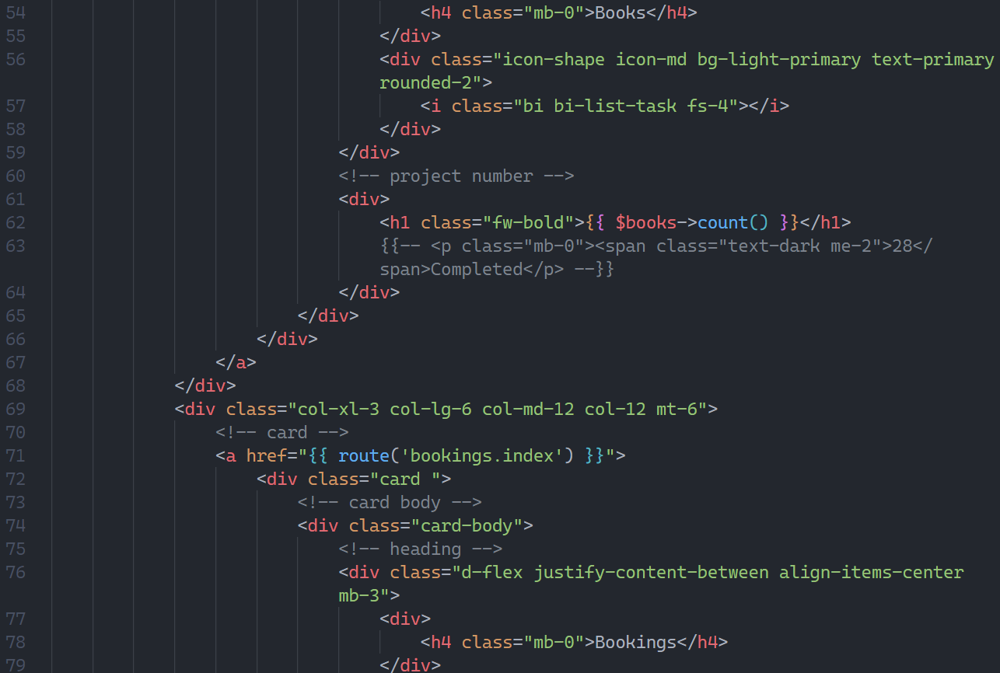 54 <h4 class="mb-0">Books</h4>
55 </div>
56 <div class="icon-shape icon-md bg-light-primary text-primary
rounded-2">
57 <i class="bi bi-list-task fs-4"></i>
58 </div>
59 </div>
60 <!-- project number -->
61 <div>
62 <h1 class="fw-bold">{{ $books->count() }}</h1>
63 {{-- <p class="mb-0"><span class="text-dark me-2">28</
span>Completed</p> --}}
64 </div>
65 </div>
66 </div>
67 </a>
68 </div>
69 <div class="col-xl-3 col-lg-6 col-md-12 col-12 mt-6">
70 <!-- card -->
71 <a href="{{ route('bookings.index') }}">
72 <div class="card ">
73 <!-- card body -->
74 <div class="card-body">
75 <!-- heading -->
76 <div class="d-flex justify-content-between align-items-center
mb-3">
77 <div>
78 <h4 class="mb-0">Bookings</h4>
79 </div>